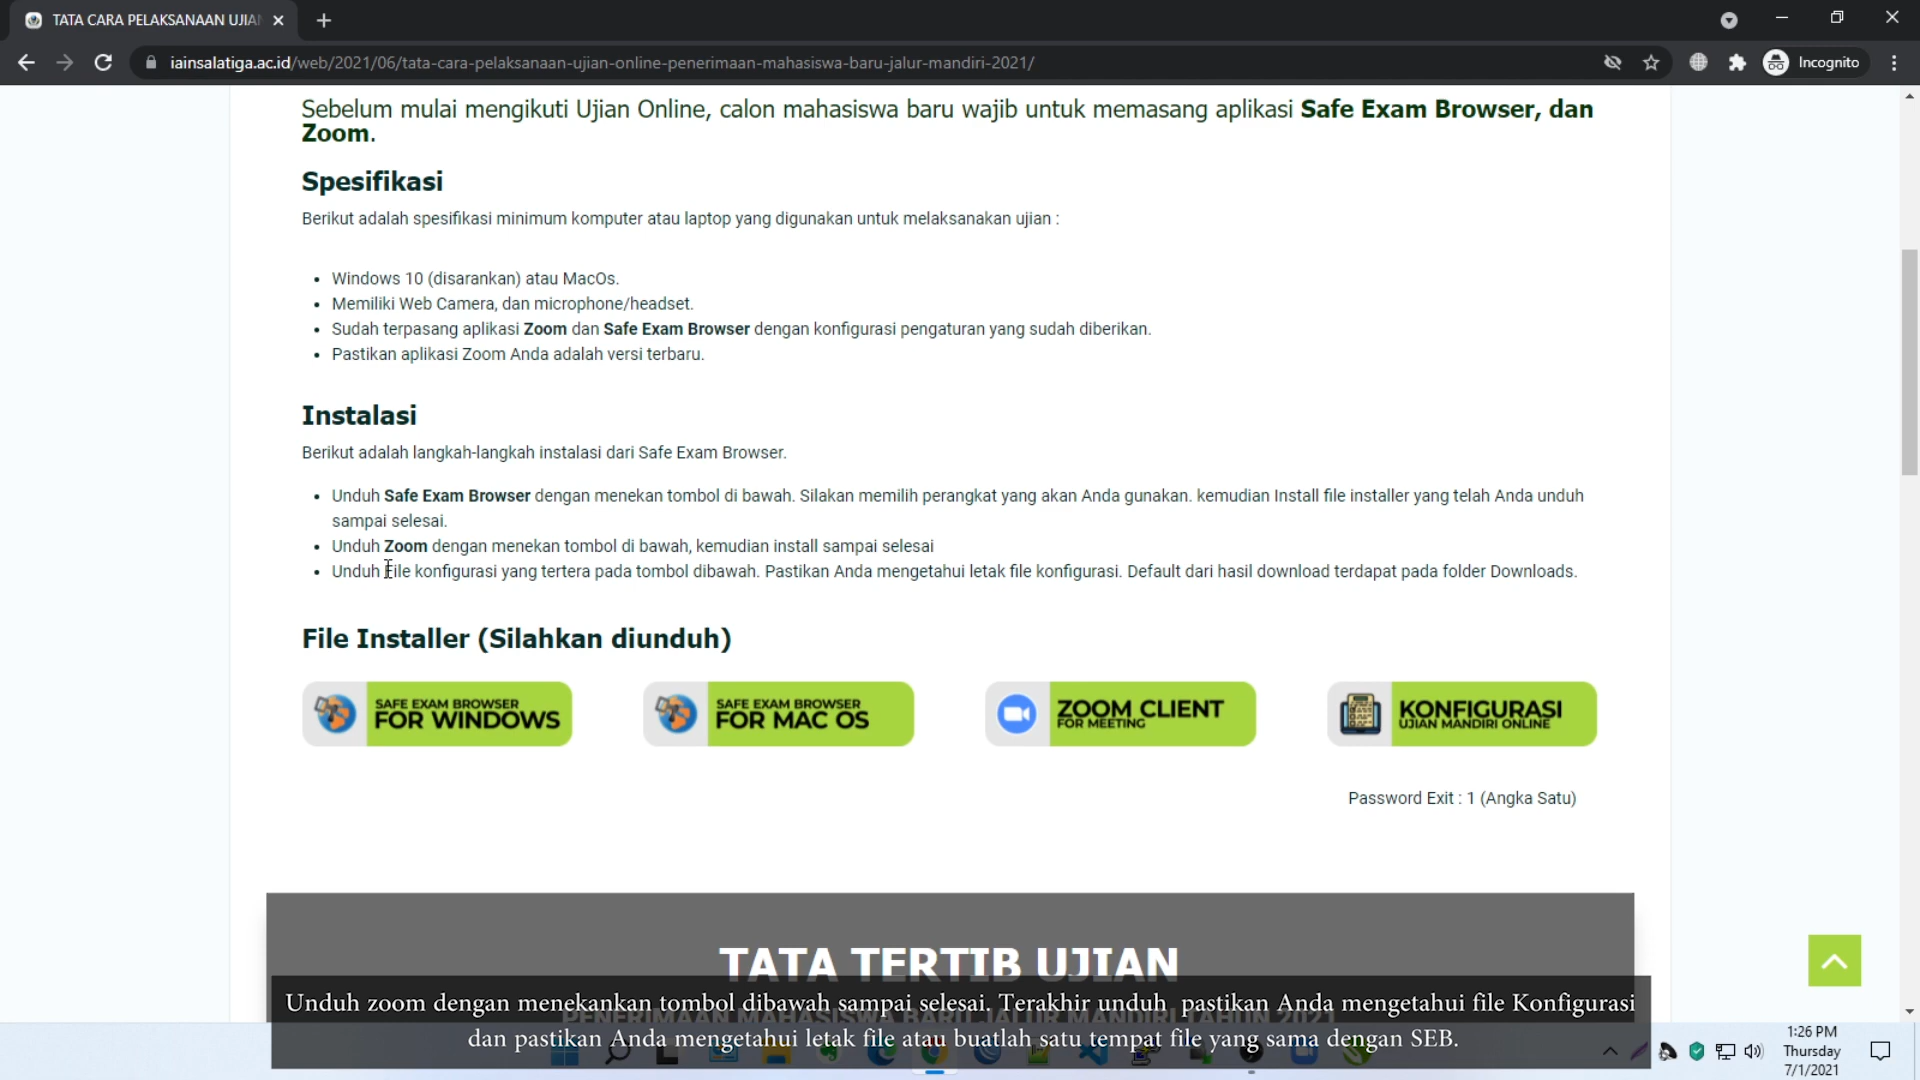 TATA CARA PELAKSANAAN UJIA
iainsalatiga.ac.id/web/2021/06/tata-cara-pelaksanaan-ujian-online-penerimaan-mahasiswa-baru-jalur-mandiri-2021/
Incognito
Sebelum mulai mengikuti Ujian Online, calon mahasiswa baru wajib untuk memasang aplikasi Safe Exam Browser, dan
Zoom.
Spesifikasi
Berikut adalah spesifikasi minimum komputer atau laptop yang digunakan untuk melaksanakan ujian :
• Windows 10 (disarankan) atau MacOs.
• Memiliki Web Camera, dan microphone/headset.
• Sudah terpasang aplikasi Zoom dan Safe Exam Browser dengan konfigurasi pengaturan yang sudah diberikan.
• Pastikan aplikasi Zoom Anda adalah versi terbaru.
Instalasi
Berikut adalah langkah-langkah instalasi dari Safe Exam Browser.
• Unduh Safe Exam Browser dengan menekan tombol di bawah. Silakan memilih perangkat yang akan Anda gunakan. kemudian Install file installer yang telah Anda unduh
sampai selesai.
• Unduh Zoom dengan menekan tombol di bawah, kemudian install sampai selesai
• Unduh File konfigurasi yang tertera pada tombol dibawah. Pastikan Anda mengetahui letak file konfigurasi. Default dari hasil download terdapat pada folder Downloads.
File Installer (Silahkan diunduh)
SAFE EXAM BROWSER
FOR WINDOWS
SAFE EXAM BROWSER
FOR MAC OS
ZOOM CLIENT
FOR MEETING
KONFIGURASI
UJIAN MANDIRI ONLINE
Password Exit : 1 (Angka Satu)
TATA TERTIB UJIAN
PENERIMAAN MAHASISWA BARU JALUR MANDIRI TAHUN 2021
Unduh zoom dengan menekankan tombol dibawah sampai selesai. Terakhir unduh pastikan Anda mengetahui file Konfigurasi
dan pastikan Anda mengetahui letak file atau buatlah satu tempat file yang sama dengan SEB.
1:26 PM
Thursday
7/1/2021